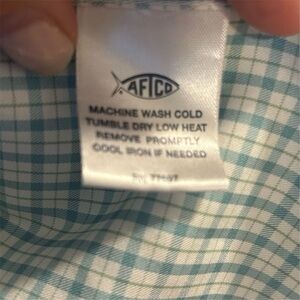 AFTCO
MACHINE WASH COLD
TUMBLE DRY LOW HEAT
REMOVE PROMPTLY
COOL IRON IF NEEDED